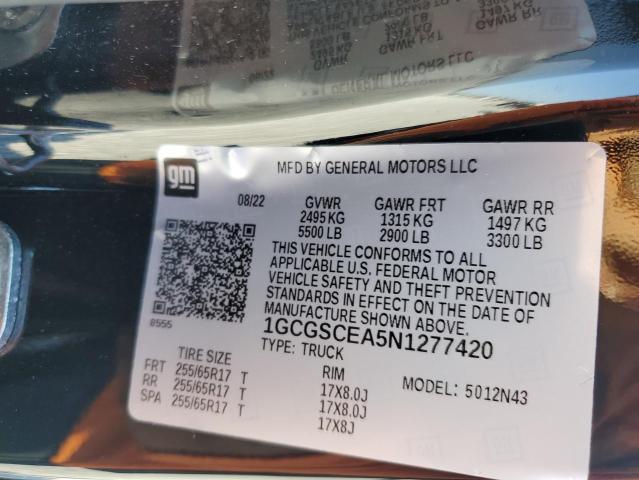 gm
MFD BY GENERAL MOTORS LLC
08/22 GVWR GAWR FRT GAWR RR
2495 KG 1315 KG 1497 KG
5500 LB 2900 LB 3300 LB
THIS VEHICLE CONFORMS TO ALL
APPLICABLE U.S. FEDERAL MOTOR
VEHICLE SAFETY AND THEFT PREVENTION
STANDARDS IN EFFECT ON THE DATE OF
MANUFACTURE SHOWN ABOVE.
8555
1GCGSCEA5N1277420
TYPE: TRUCK
TIRE SIZE RIM MODEL: 5012N43
FRT 255/65R17 T 17X8.0J
RR 255/65R17 T 17X8.0J
SPA 255/65R17 T 17X8J